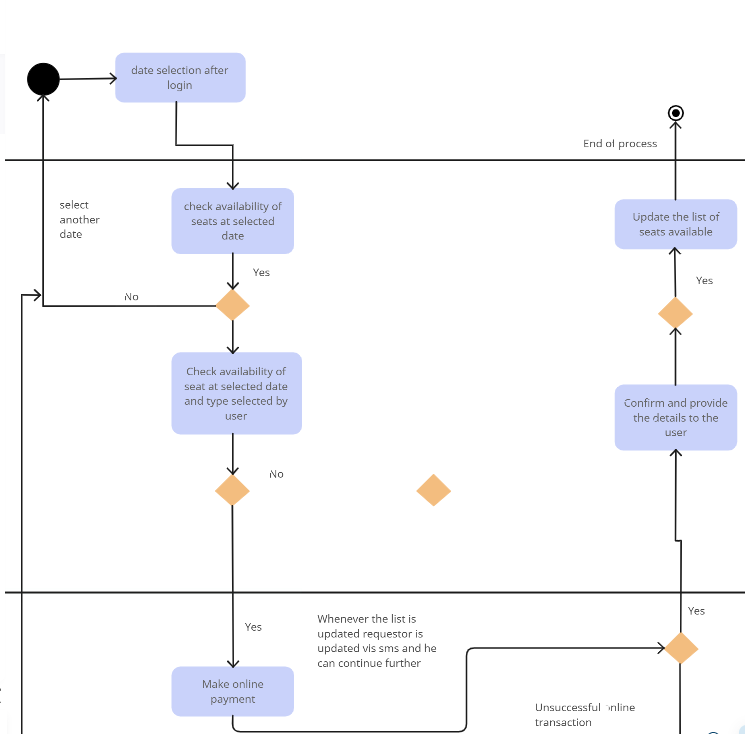 date selection after
login
End of process
select
another
date
check availability of
seats at selected
date
Update the list of
seats available
Yes
Yes
No
Check availability of
seat at selected date
and type selected by
user
Confirm and provide
the details to the
user
No
Yes
Yes
Whenever the list is
updated requestor is
updated vis sms and he
can continue further
Make online
payment
Unsuccessful online
transaction